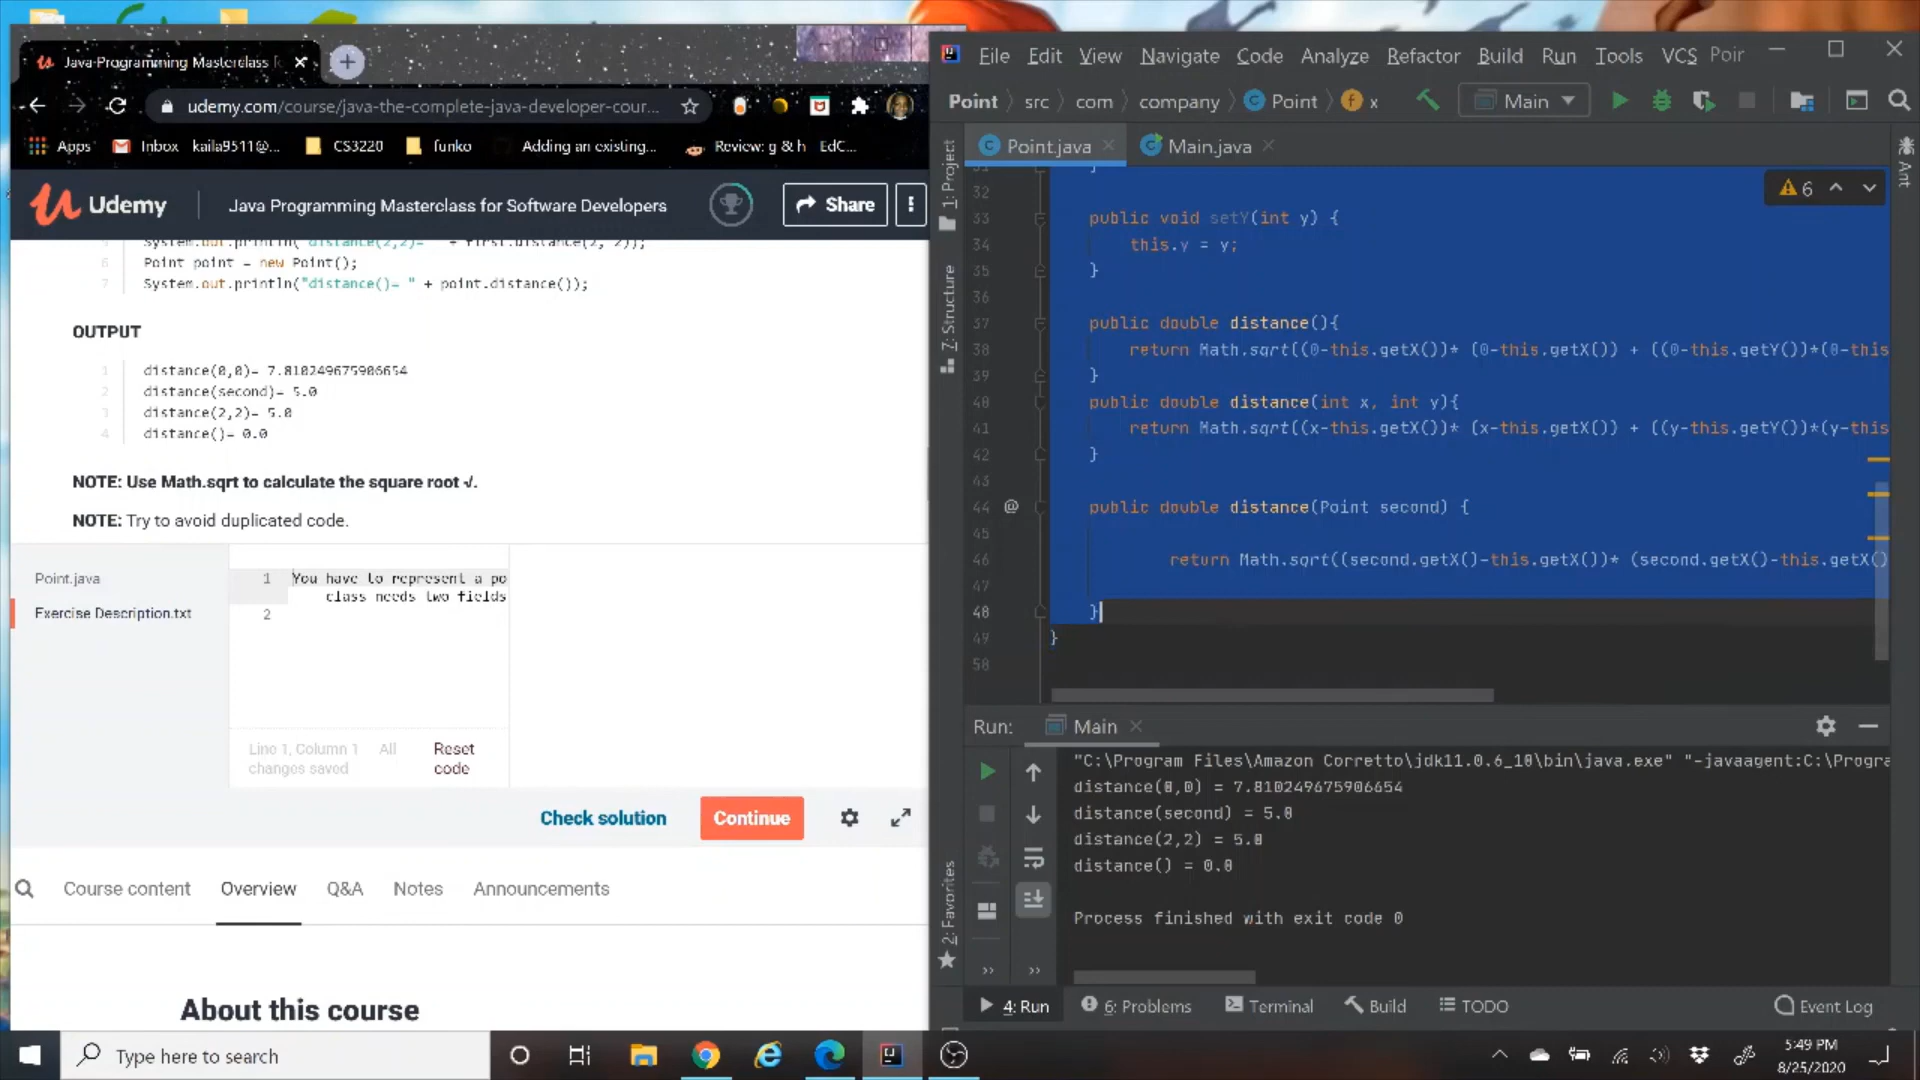 Java Programming Masterclass f
udemy.com/course/java-the-complete-java-developer-cour...
Apps
Inbox
kaila9511@...
CS3220
funko
Adding an existing...
Review: g & h
EdC...
Udemy
Java Programming Masterclass for Software Developers
Share
System.out.println("distance(2,2)= " + first.distance(2, 2));
6 Point point = new Point();
7 System.out.println("distance()= " + point.distance());
OUTPUT
1 distance(0,0)= 7.810249675906654
2 distance(second)= 5.0
3 distance(2,2)= 5.0
4 distance()= 0.0
NOTE: Use Math.sqrt to calculate the square root √.
NOTE: Try to avoid duplicated code.
Point.java
Exercise Description.txt
1 You have to represent a po
class needs two fields
2
Line 1, Column 1 All
changes saved
Reset
code
Check solution
Continue
Course content
Overview
Q&A
Notes
Announcements
About this course
File Edit View Navigate Code Analyze Refactor Build Run Tools VCS Poir
Point src com company Point f x Main
Point.java
Main.java
6
1: Project
7: Structure
2: Favorites
Ant
31 }
32
33 public void setY(int y) {
34 this.y = y;
35 }
36
37 public double distance(){
38 return Math.sqrt((0-this.getX())* (0-this.getX()) + ((0-this.getY())*(0-this
39 }
40 public double distance(int x, int y){
41 return Math.sqrt((x-this.getX())* (x-this.getX()) + ((y-this.getY())*(y-this
42 }
43
44 @ public double distance(Point second) {
45
46 return Math.sqrt((second.getX()-this.getX())* (second.getX()-this.getX()
47
48 }
49 }
50
Run: Main
"C:\Program Files\Amazon Corretto\jdk11.0.6_10\bin\java.exe" "-javaagent:C:\Progra
distance(0,0) = 7.810249675906654
distance(second) = 5.0
distance(2,2) = 5.0
distance() = 0.0
Process finished with exit code 0
4: Run
6: Problems
Terminal
Build
TODO
Event Log
Type here to search
5:49 PM
8/25/2020